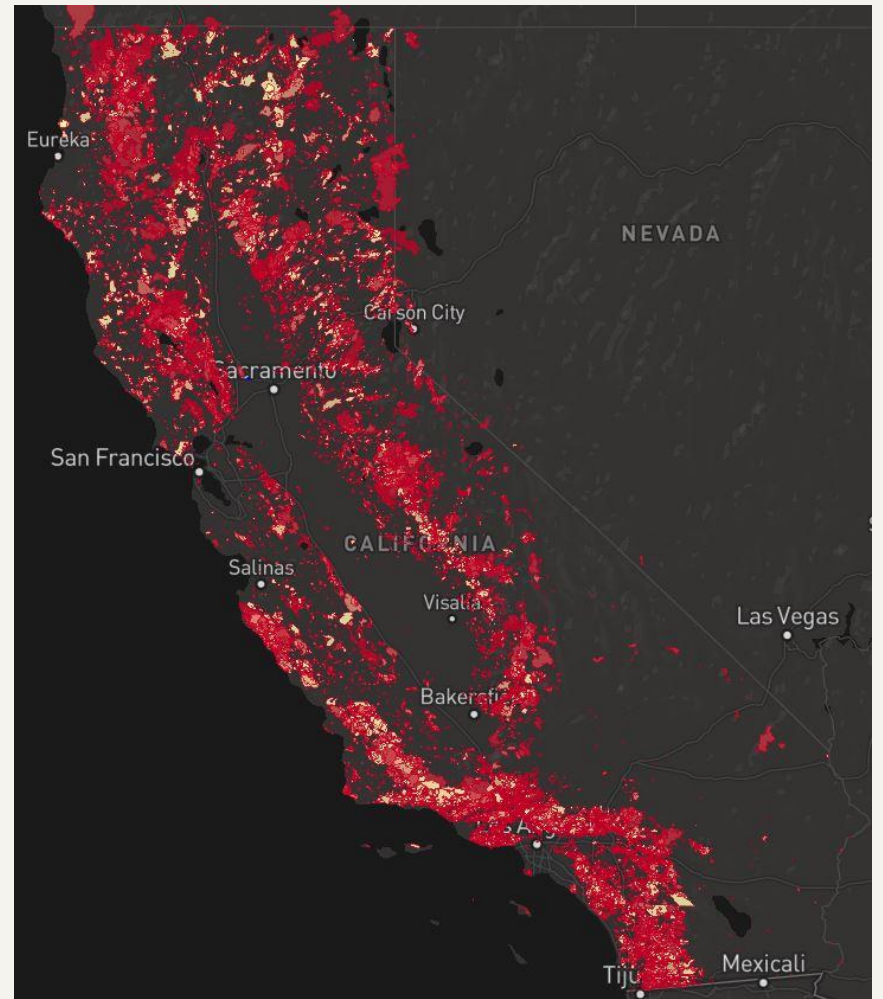 Eureka
NEVADA
Carson City
Sacramento
San Francisco
CALIFORNIA
Salinas
Visalia
Las Vegas
Mexicali